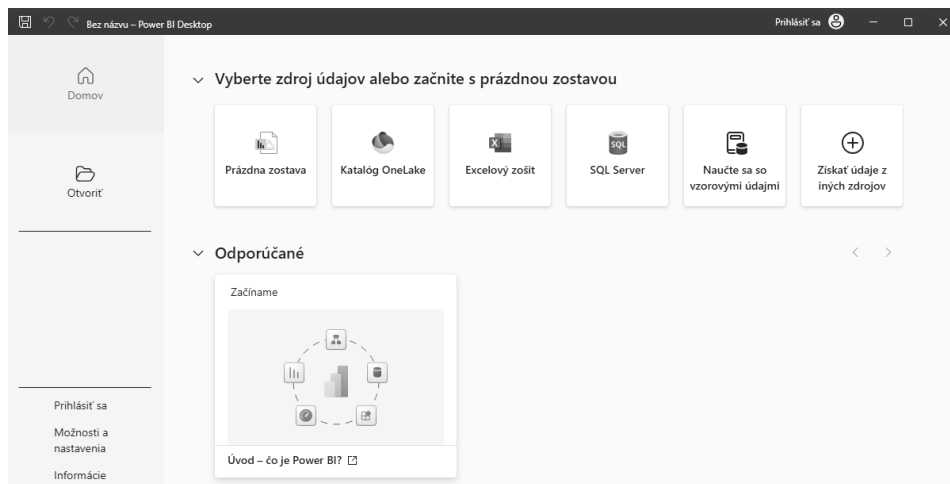 Bez názvu – Power BI Desktop
Prihlásiť sa
Domov
Otvoriť
Vyberte zdroj údajov alebo začnite s prázdnou zostavou
Prázdna zostava
Katalóg OneLake
Excelový zošit
SQL
SQL Server
Naučte sa so
vzorovými údajmi
Získať údaje z
iných zdrojov
Odporúčané
Začíname
Úvod – čo je Power BI?
Prihlásiť sa
Možnosti a
nastavenia
Informácie